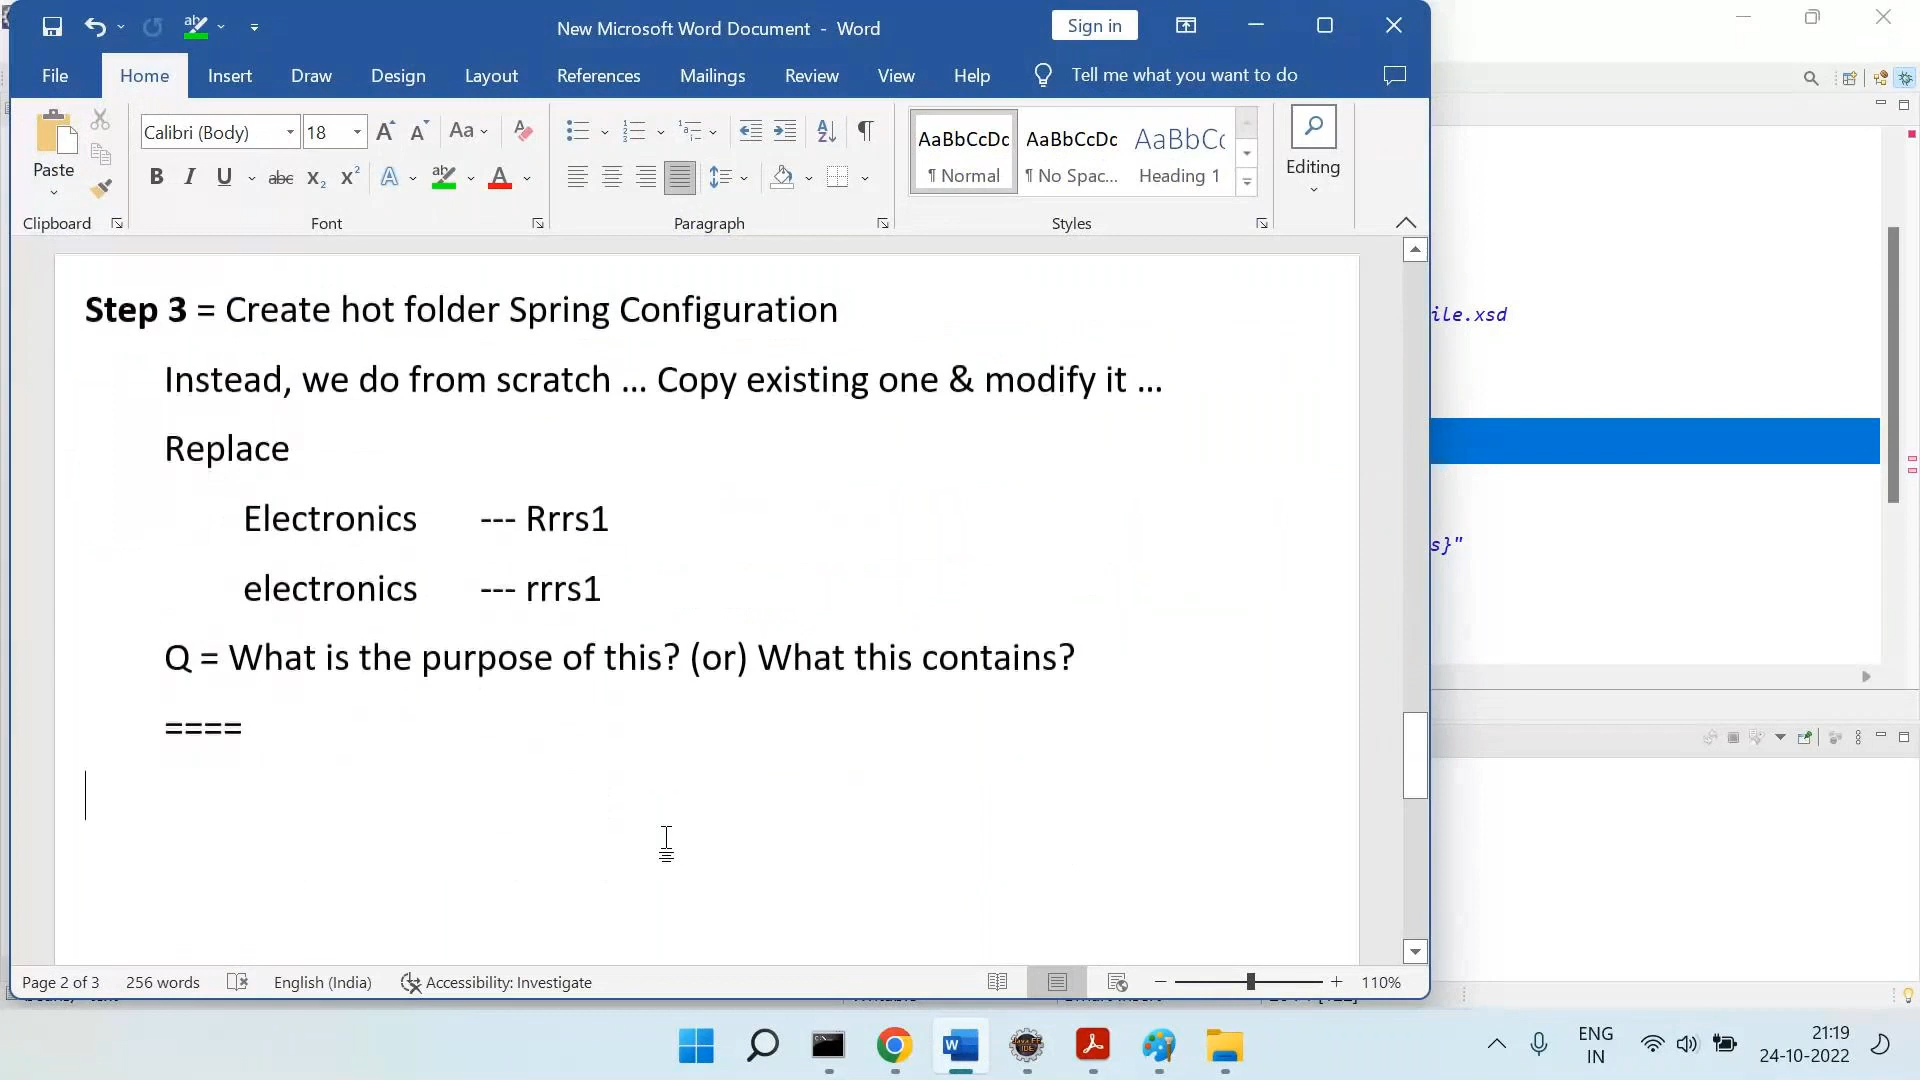 New Microsoft Word Document - Word
Sign in
File Home Insert Draw Design Layout References Mailings Review View Help Tell me what you want to do
Paste
Calibri (Body) 18
AaBbCcDc AaBbCcDc AaBbCc
¶ Normal ¶ No Spac... Heading 1
Editing
Clipboard Font Paragraph Styles
Step 3 = Create hot folder Spring Configuration
Instead, we do from scratch ... Copy existing one & modify it ...
Replace
Electronics --- Rrrs1
electronics --- rrrs1
Q = What is the purpose of this? (or) What this contains?
====
ile.xsd
s}"
Page 2 of 3 256 words English (India) Accessibility: Investigate 110%
ENG
IN
21:19
24-10-2022